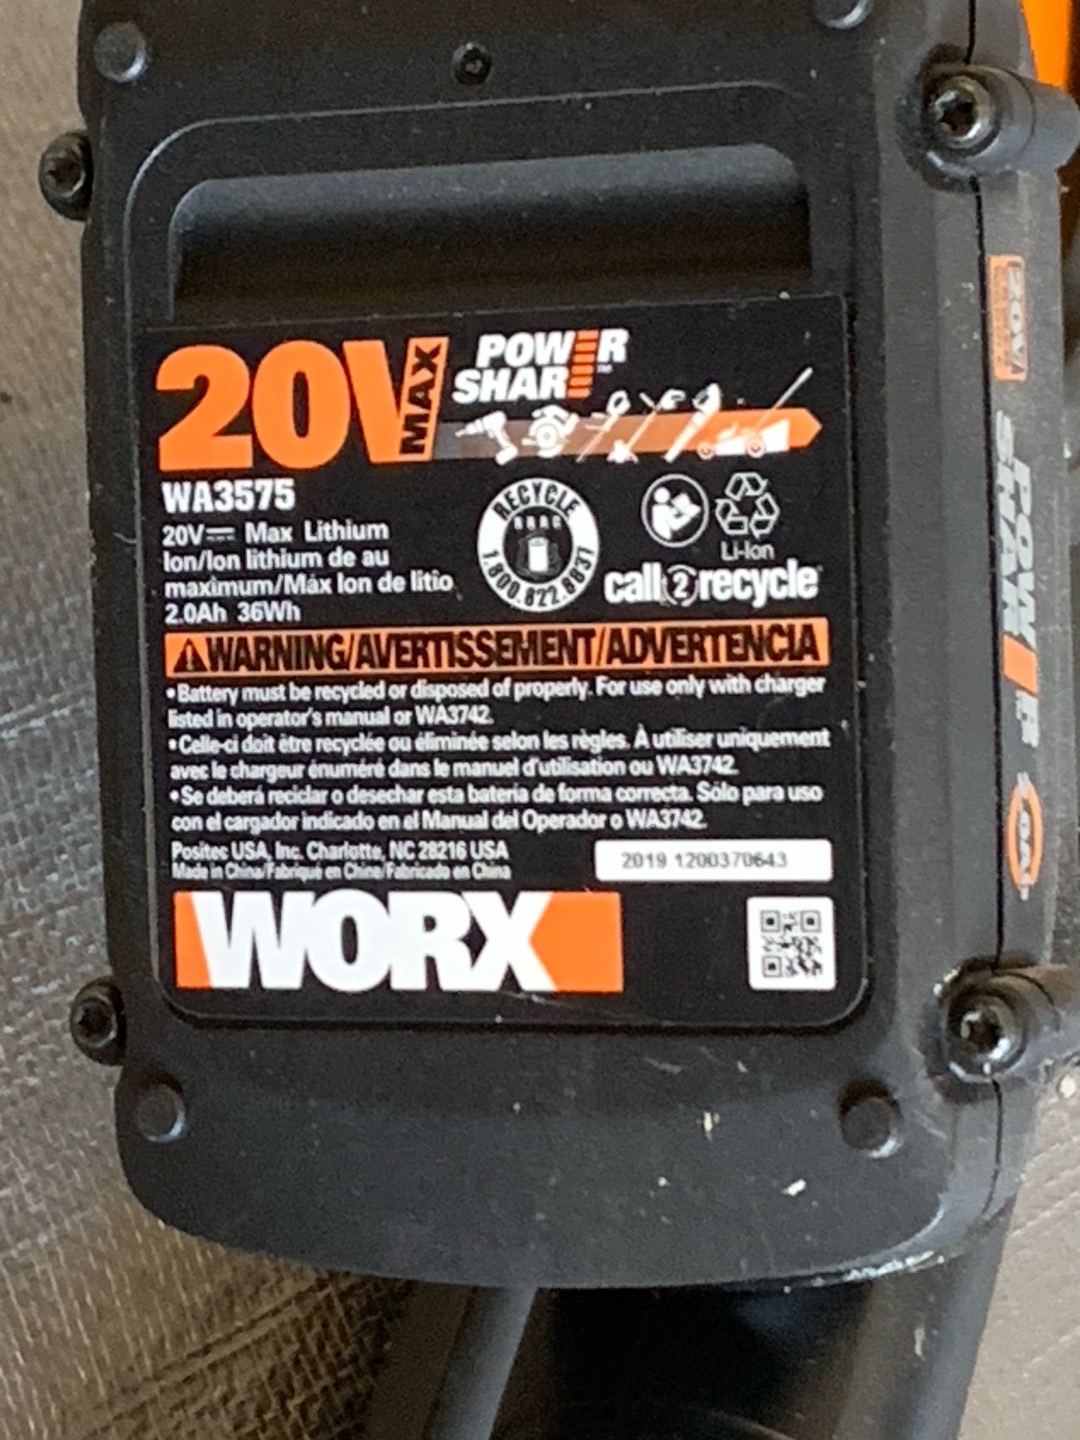 20V MAX
POWER
SHARE
WA3575
20V⎓ Max Lithium
Ion/Ion lithium de au
maximum/Máx Ion de litio
2.0Ah 36Wh
RECYCLE
RBRC
1.800.822.8837
Li-Ion
call2recycle
WARNING/AVERTISSEMENT/ADVERTENCIA
•Battery must be recycled or disposed of properly. For use only with charger
listed in operator's manual or WA3742.
•Celle-ci doit être recyclée ou éliminée selon les règles. À utiliser uniquement
avec le chargeur énuméré dans le manuel d'utilisation ou WA3742.
•Se deberá reciclar o desechar esta batería de forma correcta. Sólo para uso
con el cargador indicado en el Manual del Operador o WA3742.
Positec USA, Inc. Charlotte, NC 28216 USA
Made in China/Fabriqué en Chine/Fabricado en China
2019 1200370643
WORX
20V
POWER
SHARE